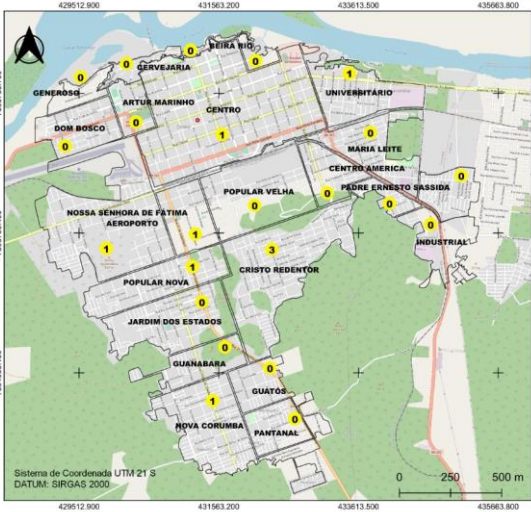 429512.900 431563.200 433613.500 435663.800
BEIRA RIO
0
0
0
CERVEJARIA
0
GENEROSO
1
UNIVERSITÁRIO
ARTUR MARINHO
CENTRO
0
DOM BOSCO
0
1
0
MARIA LEITE
CENTRO AMERICA
0
POPULAR VELHA
PADRE ERNESTO SASSIDA
0
0
0
NOSSA SENHORA DE FÁTIMA
0
AEROPORTO
0
INDUSTRIAL
1
1
3
1
CRISTO REDENTOR
POPULAR NOVA
0
JARDIM DOS ESTADOS
0
GUANABARA
0
GUATÓS
1
0
NOVA CORUMBA
PANTANAL
Sistema de Coordenada UTM 21 S
DATUM: SIRGAS 2000
0 250 500 m
429512.900 431563.200 433613.500 435663.800